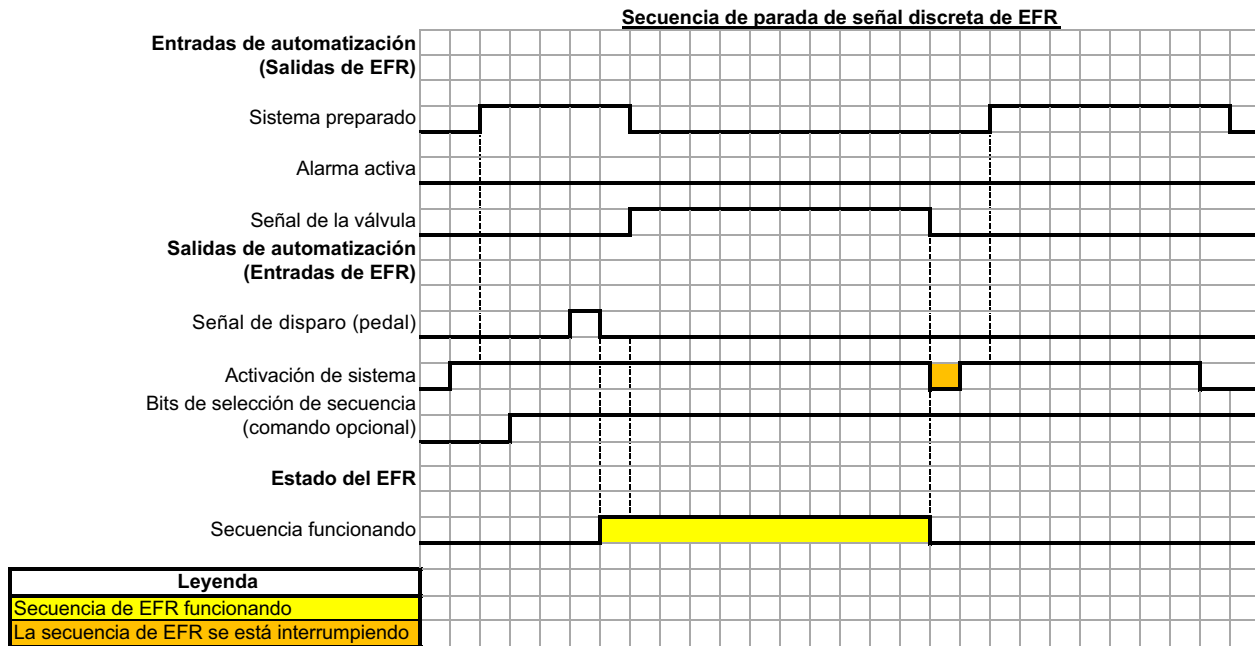 Secuencia de parada de señal discreta de EFR
Entradas de automatización
(Salidas de EFR)
Sistema preparado
Alarma activa
Señal de la válvula
Salidas de automatización
(Entradas de EFR)
Señal de disparo (pedal)
Activación de sistema
Bits de selección de secuencia
(comando opcional)
Estado del EFR
Secuencia funcionando
Leyenda
Secuencia de EFR funcionando
La secuencia de EFR se está interrumpiendo